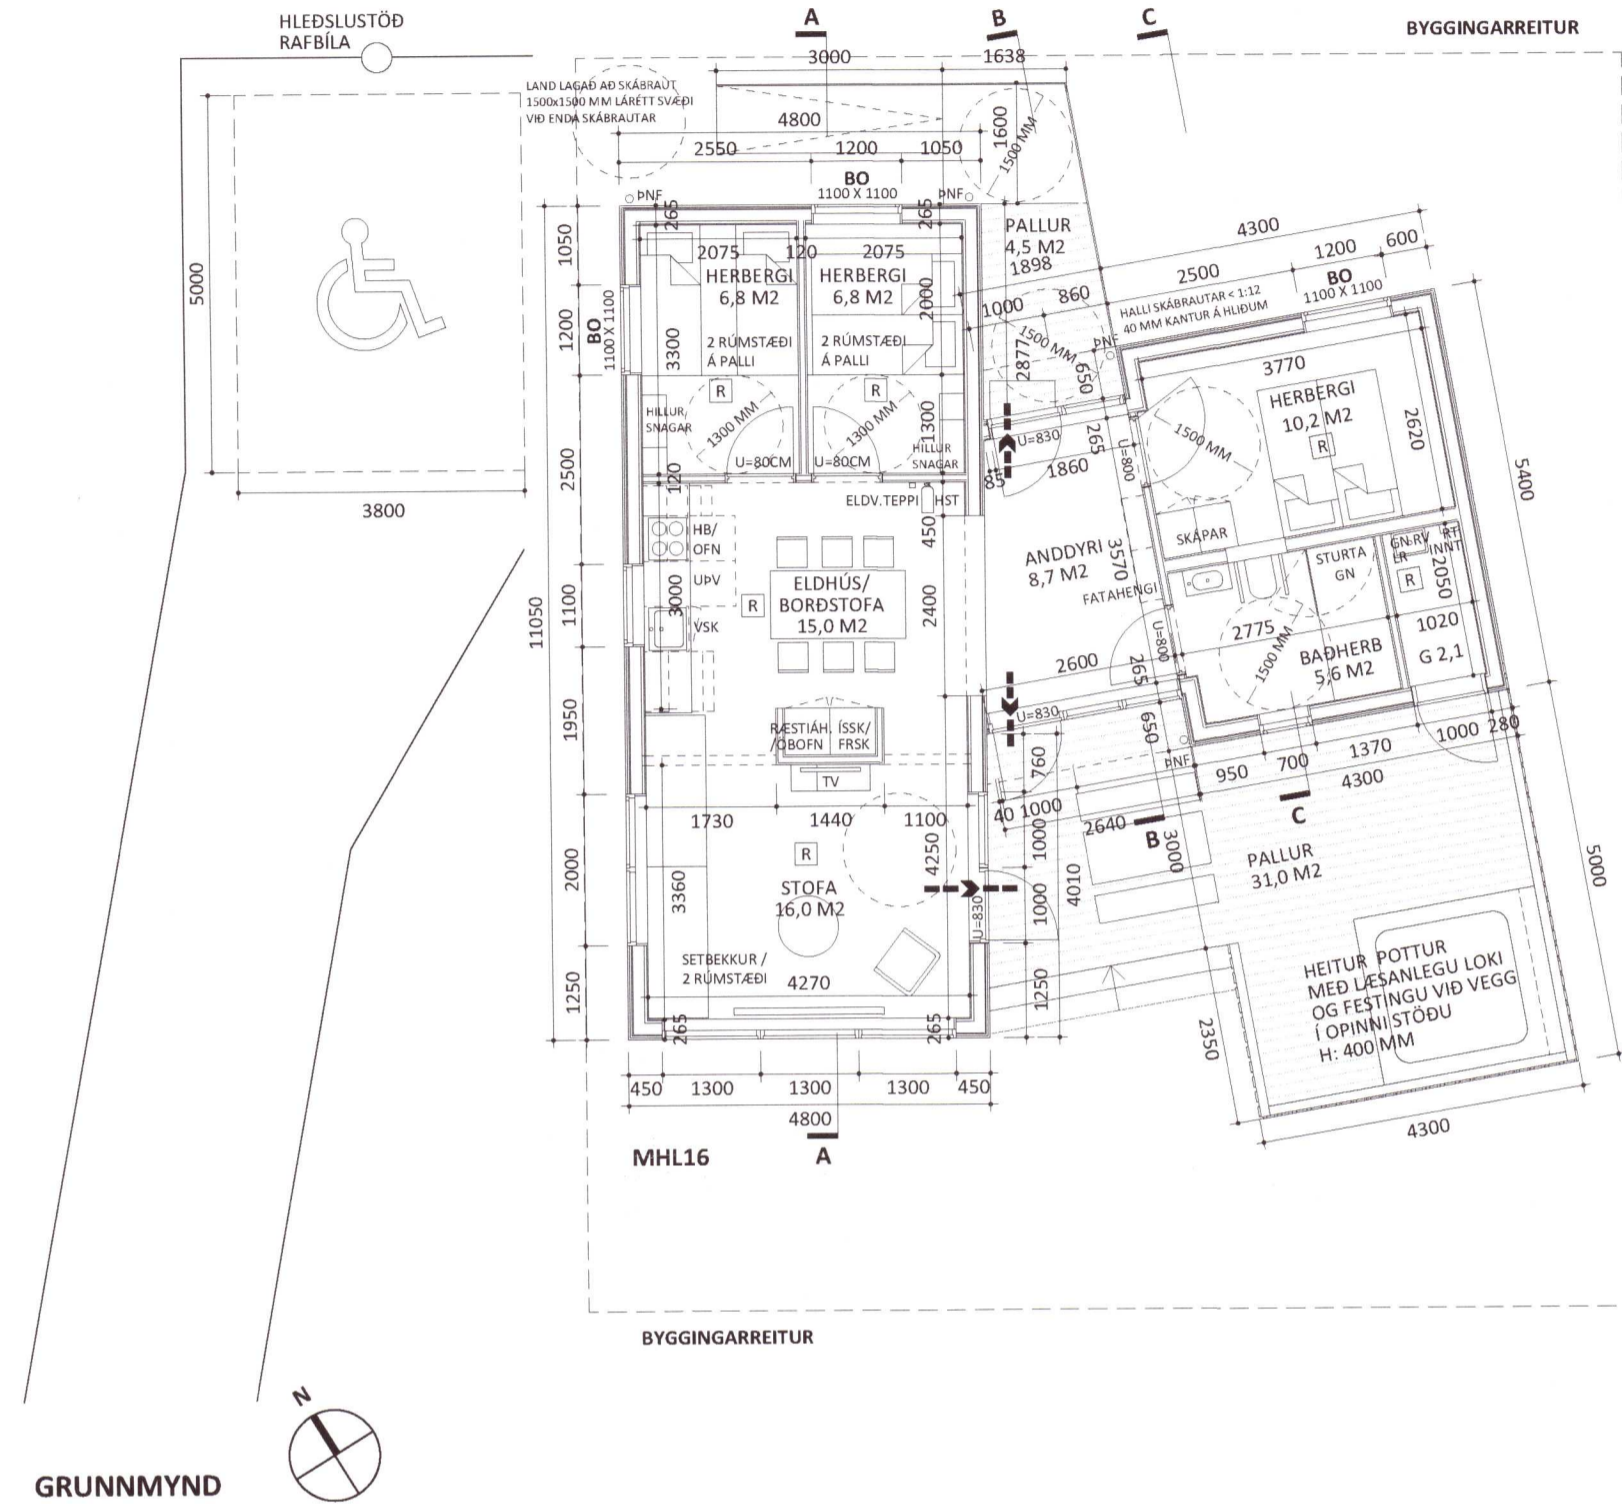 HLEÐSLUSTÖÐ
RAFBÍLA
A
B
C
BYGGINGARREITUR
3000
1638
LAND LAGAÐ AÐ SKÁBRAUT
1500x1500 MM LÁRÉTT SVÆÐI
VIÐ ENDA SKÁBRAUTAR
4800
1600
1500 MM
2550
1200
1050
BO
1100 X 1100
ÞNF
ÞNF
265
265
5000
3800
PALLUR
4,5 M2
1898
4300
2500
1200
600
BO
1100 X 1100
HALLI SKÁBRAUTAR < 1:12
40 MM KANTUR Á HLIÐUM
1000
860
1500 MM
2877
650
ÞNF
1050
1200
BO
1100 X 1100
2500
11050
1100
1950
2000
1250
2075
120
2075
HERBERGI
6,8 M2
HERBERGI
6,8 M2
2000
3300
2 RÚMSTÆÐI
Á PALLI
2 RÚMSTÆÐI
Á PALLI
R
R
HILLUR
SNAGAR
1300 MM
1300 MM
1300
HILLUR
SNAGAR
U=80CM
U=80CM
120
U=830
265
1860
85
U=800
3770
HERBERGI
10,2 M2
R
2620
1500 MM
5400
SKÁPAR
ELDV.TEPPI
HST
450
HB/
OFN
UÞV
3000
VSK
R
ELDHÚS/
BORÐSTOFA
15,0 M2
2400
ANDDYRI
8,7 M2
3570
FATAHENGI
STURTA
GN
GN RV
LR
RT
INNT
R
2050
2775
1500 MM
BAÐHERB
5,6 M2
1020
G 2,1
U=800
2600
265
U=830
RÆSTIÁH.
/ÖBOFN
ÍSSK/
FRSK
TV
760
650
ÞNF
950
700
1370
1000
280
4300
40
1000
2640
B
C
1730
1440
1100
R
4250
1000
3000
4010
STOFA
16,0 M2
3360
1000
U=830
PALLUR
31,0 M2
5000
SETBEKKUR /
2 RÚMSTÆÐI
4270
1250
265
265
HEITUR POTTUR
MEÐ LÆSANLEGU LOKI
OG FESTINGU VIÐ VEGG
Í OPINNI STÖÐU
H: 400 MM
2350
4300
450
1300
1300
1300
450
4800
A
MHL16
BYGGINGARREITUR
N
GRUNNMYND